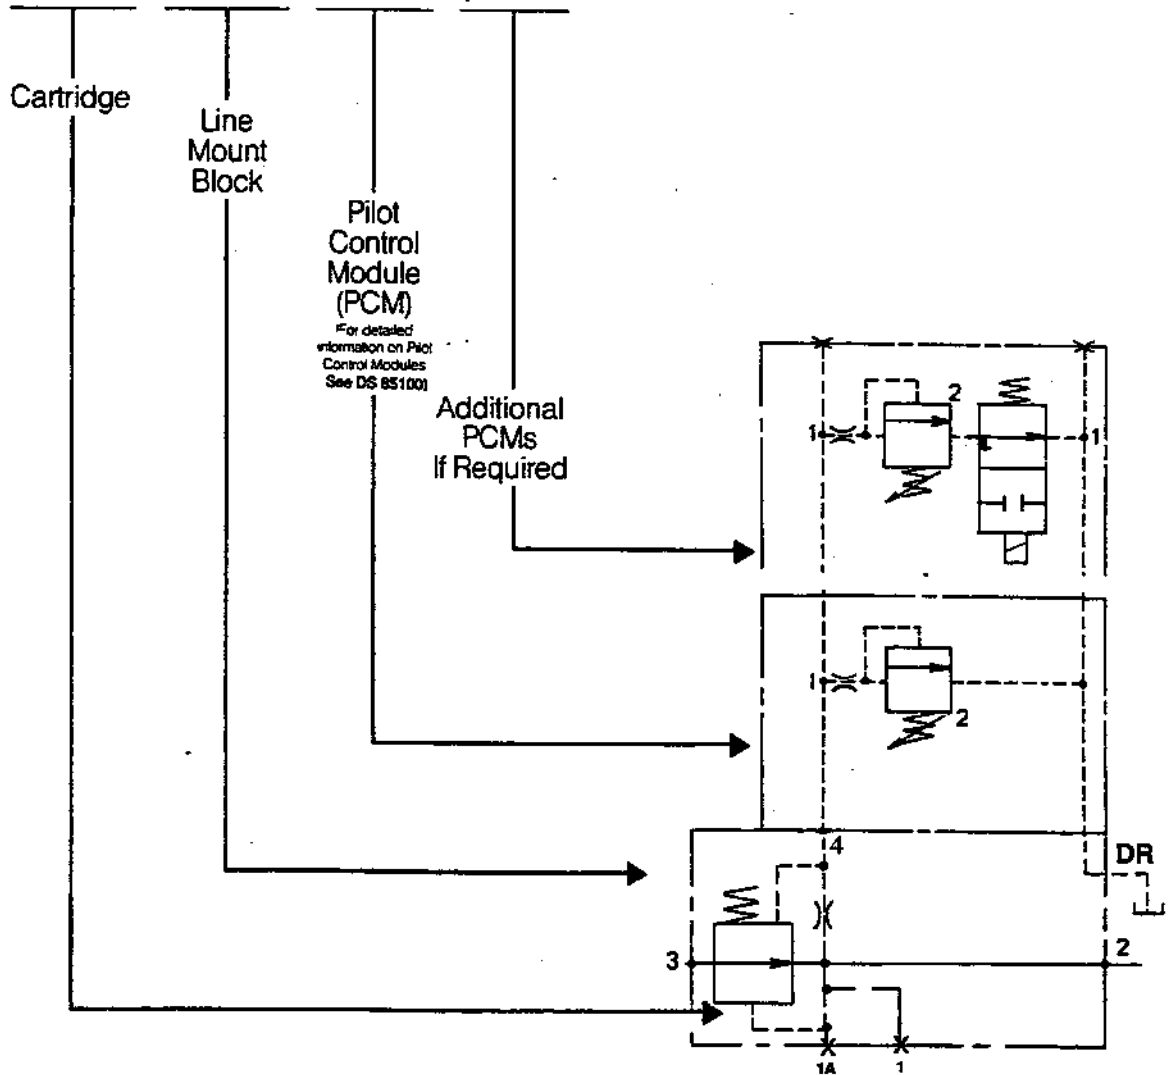 Cartridge
Line
Mount
Block
Pilot
Control
Module
(PCM)
(For detailed
information on Pilot
Control Modules
See DS 85100)
Additional
PCMs
If Required
2
1
1
1
2
4
DR
3
2
1A
1